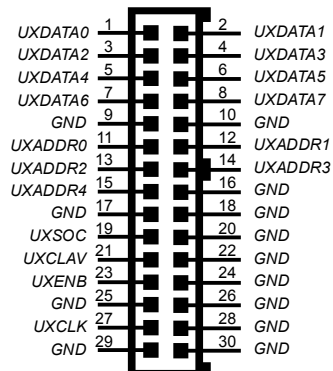 UXDATA0 1 2 UXDATA1
UXDATA2 3 4 UXDATA3
UXDATA4 5 6 UXDATA5
UXDATA6 7 8 UXDATA7
GND 9 10 GND
UXADDR0 11 12 UXADDR1
UXADDR2 13 14 UXADDR3
UXADDR4 15 16 GND
GND 17 18 GND
UXSOC 19 20 GND
UXCLAV 21 22 GND
UXENB 23 24 GND
GND 25 26 GND
UXCLK 27 28 GND
GND 29 30 GND